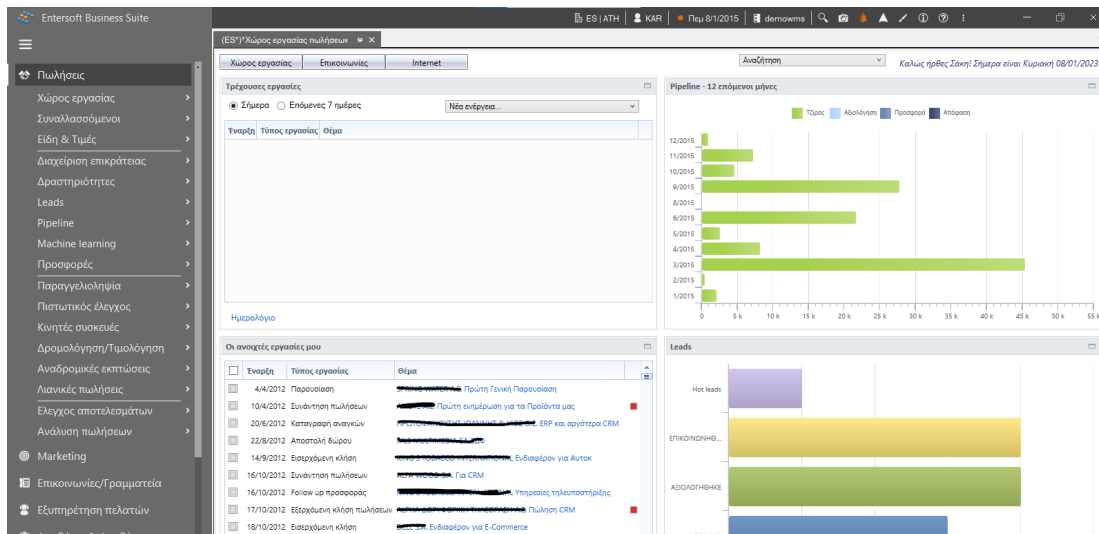 Entersoft Business Suite
ES | ATH
KAR
Πεμ 8/1/2015
demowms
(ES*)*Χώρος εργασίας πωλήσεων
Πωλήσεις
Χώρος εργασίας
Συναλλασσόμενοι
Είδη & Τιμές
Διαχείριση επικράτειας
Δραστηριότητες
Leads
Pipeline
Machine learning
Προσφορές
Παραγγελιοληψία
Πιστωτικός έλεγχος
Κινητές συσκευές
Δρομολόγηση/Τιμολόγηση
Αναδρομικές εκπτώσεις
Λιανικές πωλήσεις
Ελεγχος αποτελεσμάτων
Ανάλυση πωλήσεων
Marketing
Επικοινωνίες/Γραμματεία
Εξυπηρέτηση πελατών
Χώρος εργασίας Επικοινωνίες Internet
Αναζήτηση
Καλώς ήρθες Σάκη! Σήμερα είναι Κυριακή 08/01/2023
Τρέχουσες εργασίες
Σήμερα Επόμενες 7 ημέρες Νέα ενέργεια...
Έναρξη Τύπος εργασίας Θέμα
Ημερολόγιο
Pipeline - 12 επόμενοι μήνες
Τζίρος Αξιολόγηση Προσφορά Απόφαση
12/2015
11/2015
10/2015
9/2015
8/2015
6/2015
5/2015
4/2015
3/2015
2/2015
1/2015
0 5 k 10 k 15 k 20 k 25 k 30 k 35 k 40 k 45 k 50 k 55 k
Οι ανοιχτές εργασίες μου
Έναρξη Τύπος εργασίας Θέμα
4/4/2012 Παρουσίαση Πρώτη Γενική Παρουσίαση
10/4/2012 Συνάντηση πωλήσεων Πρώτη ενημέρωση για τα Προϊόντα μας
20/6/2012 Καταγραφή αναγκών ERP και αργότερα CRM
22/8/2012 Αποστολή δώρου
14/9/2012 Εισερχόμενη κλήση Ενδιαφέρον για Αυτοκ
16/10/2012 Συνάντηση πωλήσεων Για CRM
16/10/2012 Follow up προσφοράς Υπηρεσίες τηλευποστήριξης
17/10/2012 Εξερχόμενη κλήση πωλήσεων Πώληση CRM
18/10/2012 Εισερχόμενη κλήση Ενδιαφέρον για E-Commerce
Leads
Hot leads
ΕΠΙΚΟΙΝΩΝΗΘ...
ΑΞΙΟΛΟΓΗΘΗΚΕ